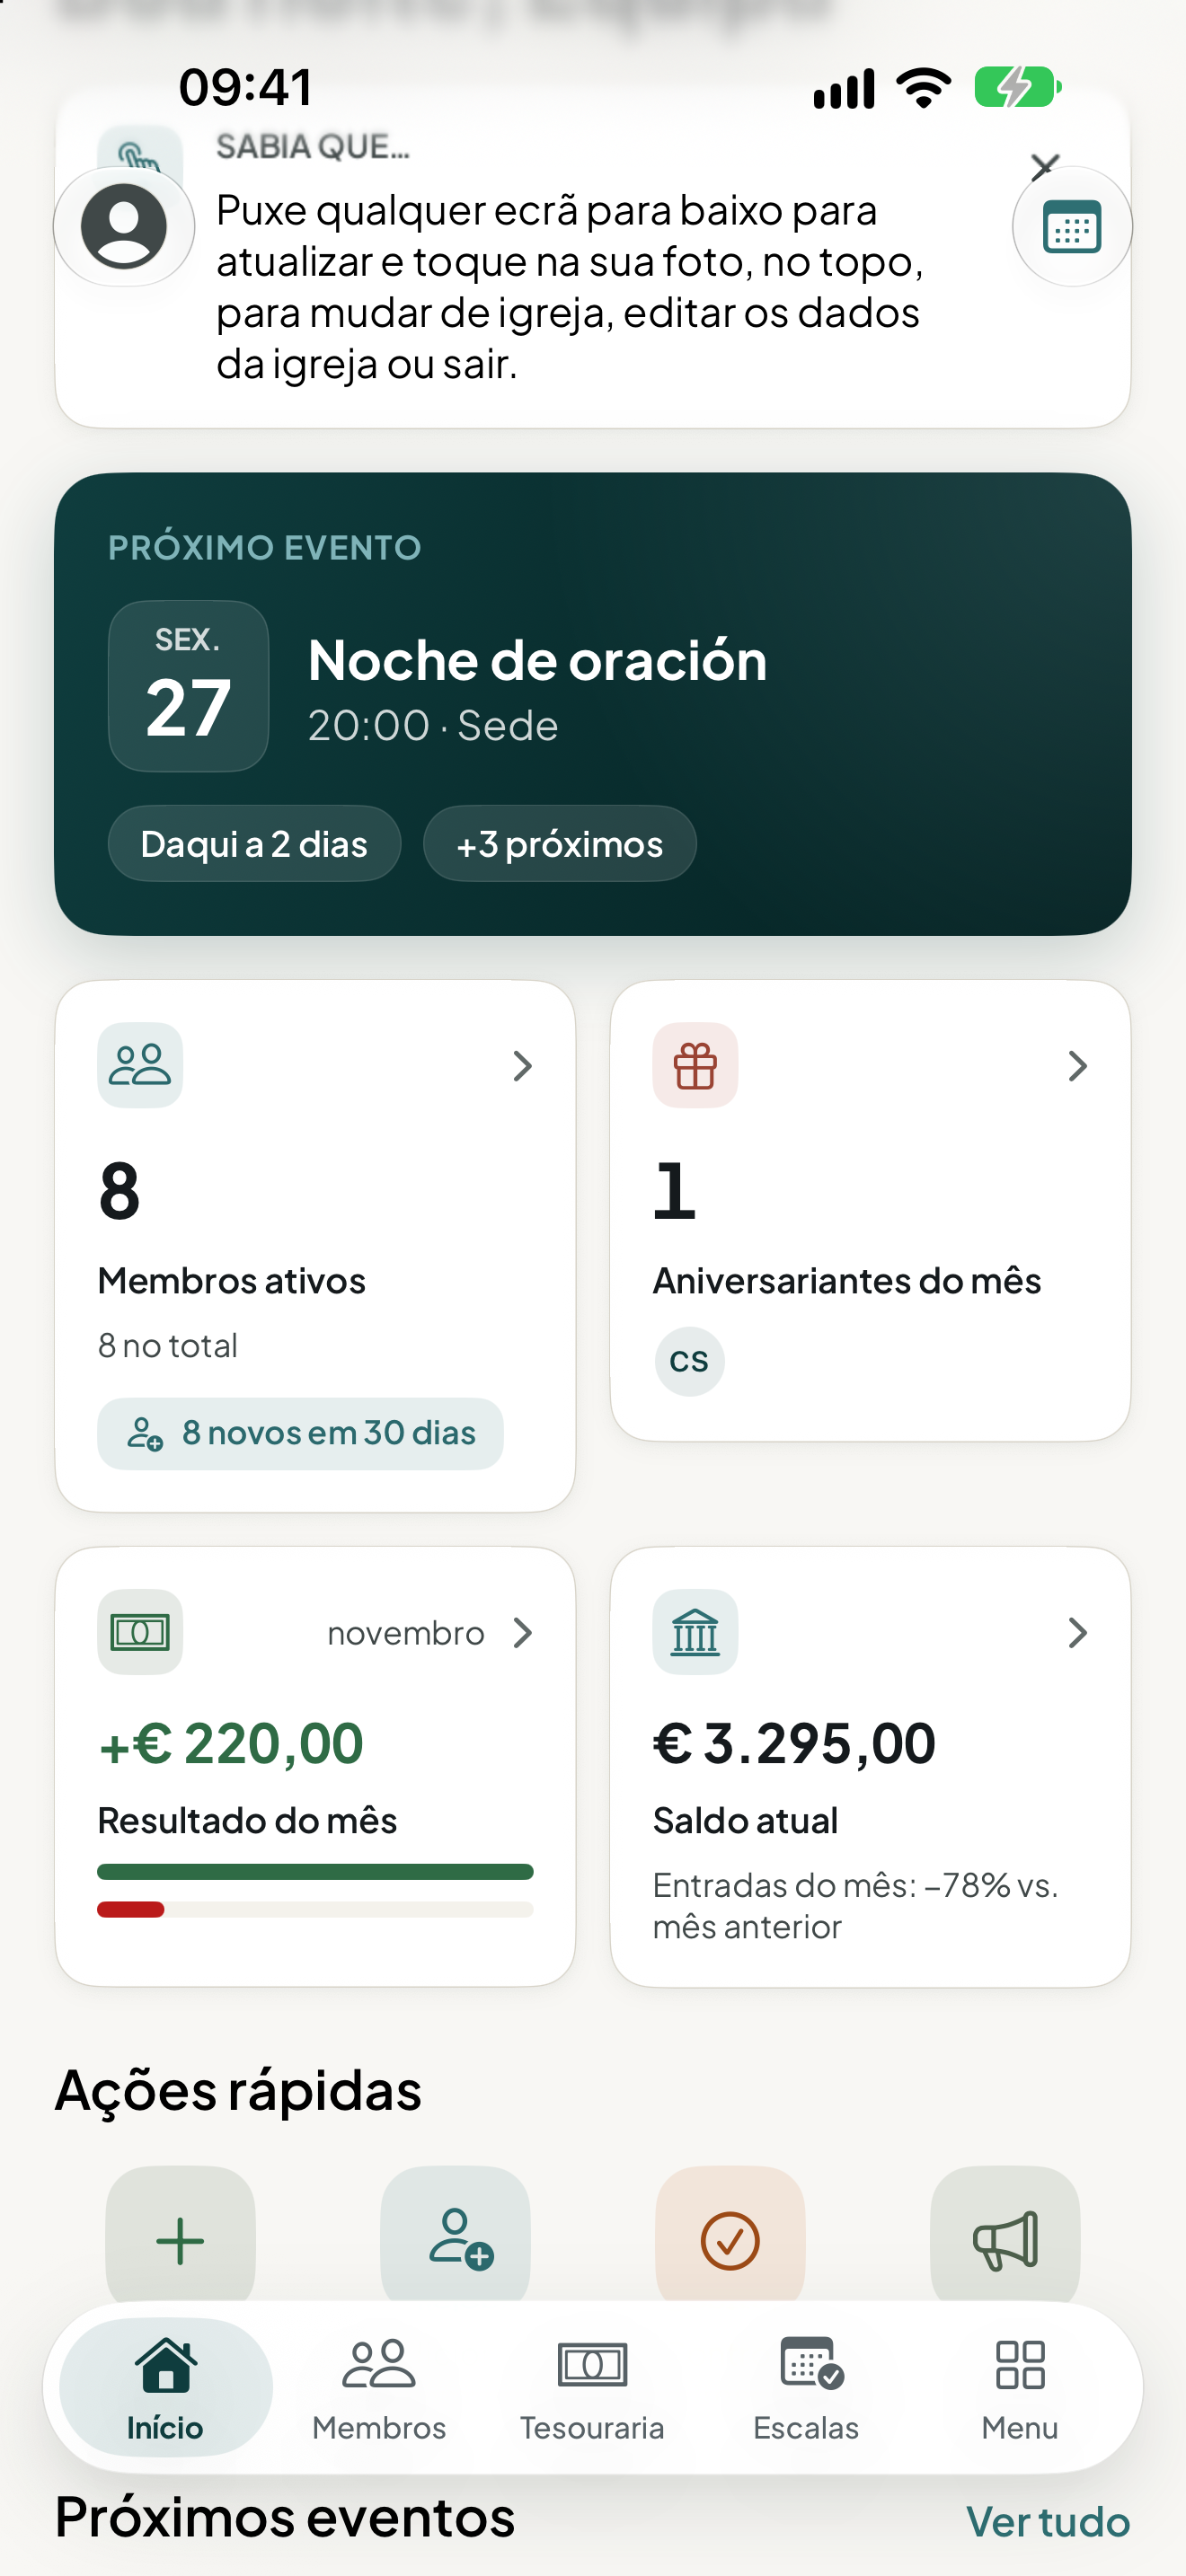 09:41
SABIA QUE...
Puxe qualquer ecrã para baixo para
atualizar e toque na sua foto, no topo,
para mudar de igreja, editar os dados
da igreja ou sair.
PRÓXIMO EVENTO
SEX.
27
Noche de oración
20:00 · Sede
Daqui a 2 dias
+3 próximos
8
Membros ativos
8 no total
8 novos em 30 dias
1
Aniversariantes do mês
CS
novembro
+€ 220,00
Resultado do mês
€ 3.295,00
Saldo atual
Entradas do mês: −78% vs.
mês anterior
Ações rápidas
Início
Membros
Tesouraria
Escalas
Menu
Próximos eventos
Ver tudo